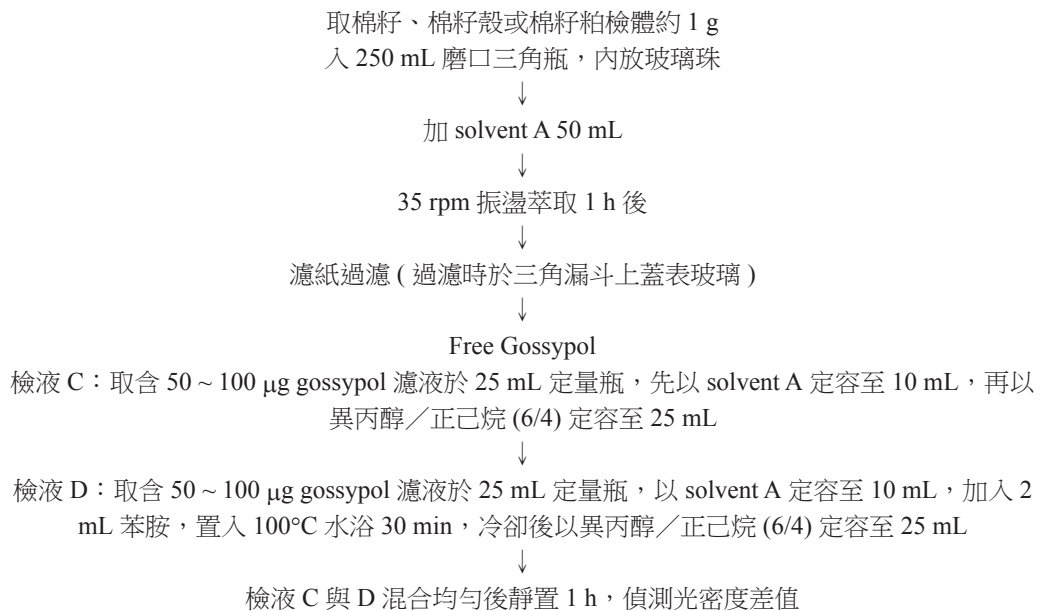 取棉籽、棉籽殼或棉籽粕檢體約 1 g
入 250 mL 磨口三角瓶，內放玻璃珠
↓
加 solvent A 50 mL
↓
35 rpm 振盪萃取 1 h 後
↓
濾紙過濾 ( 過濾時於三角漏斗上蓋表玻璃 )
↓
Free Gossypol
檢液 C：取含 50 ~ 100 μg gossypol 濾液於 25 mL 定量瓶，先以 solvent A 定容至 10 mL，再以
異丙醇／正己烷 (6/4) 定容至 25 mL
↓
檢液 D：取含 50 ~ 100 μg gossypol 濾液於 25 mL 定量瓶，以 solvent A 定容至 10 mL，加入 2
mL 苯胺，置入 100°C 水浴 30 min，冷卻後以異丙醇／正己烷 (6/4) 定容至 25 mL
↓
檢液 C 與 D 混合均勻後靜置 1 h，偵測光密度差值